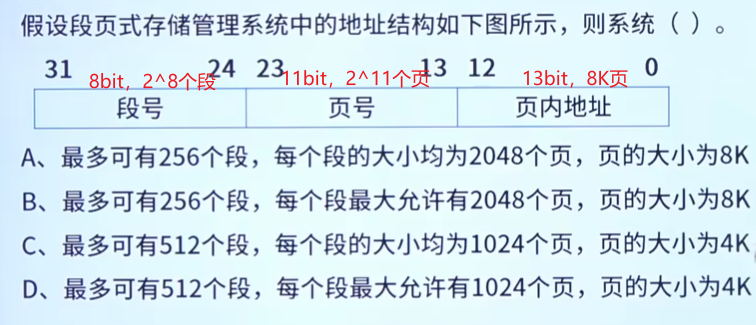 假设段页式存储管理系统中的地址结构如下图所示，则系统（ ）。
31 24 23 13 12 0
8bit，2^8个段 11bit，2^11个页 13bit，8K页
段号 页号 页内地址
A、最多可有256个段，每个段的大小均为2048个页，页的大小为8K
B、最多可有256个段，每个段最大允许有2048个页，页的大小为8K
C、最多可有512个段，每个段的大小均为1024个页，页的大小为4K
D、最多可有512个段，每个段最大允许有1024个页，页的大小为4K